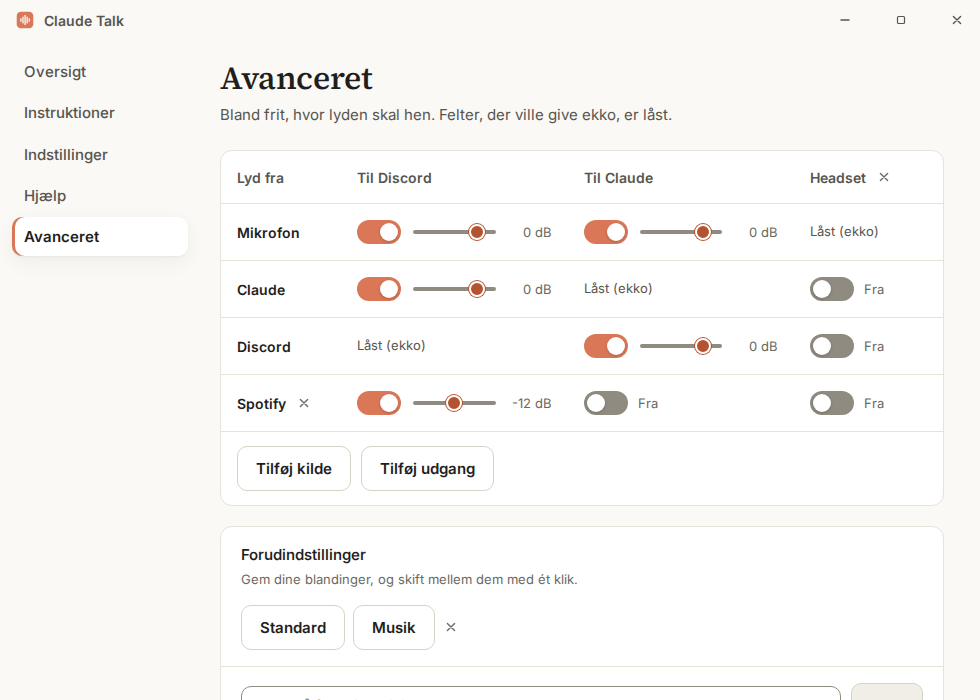 Claude Talk
Oversigt
Instruktioner
Indstillinger
Hjælp
Avanceret
Avanceret
Bland frit, hvor lyden skal hen. Felter, der ville give ekko, er låst.
Lyd fra Til Discord Til Claude Headset
Mikrofon 0 dB 0 dB Låst (ekko)
Claude 0 dB Låst (ekko) Fra
Discord Låst (ekko) 0 dB Fra
Spotify -12 dB Fra Fra
Tilføj kilde Tilføj udgang
Forudindstillinger
Gem dine blandinger, og skift mellem dem med ét klik.
Standard Musik